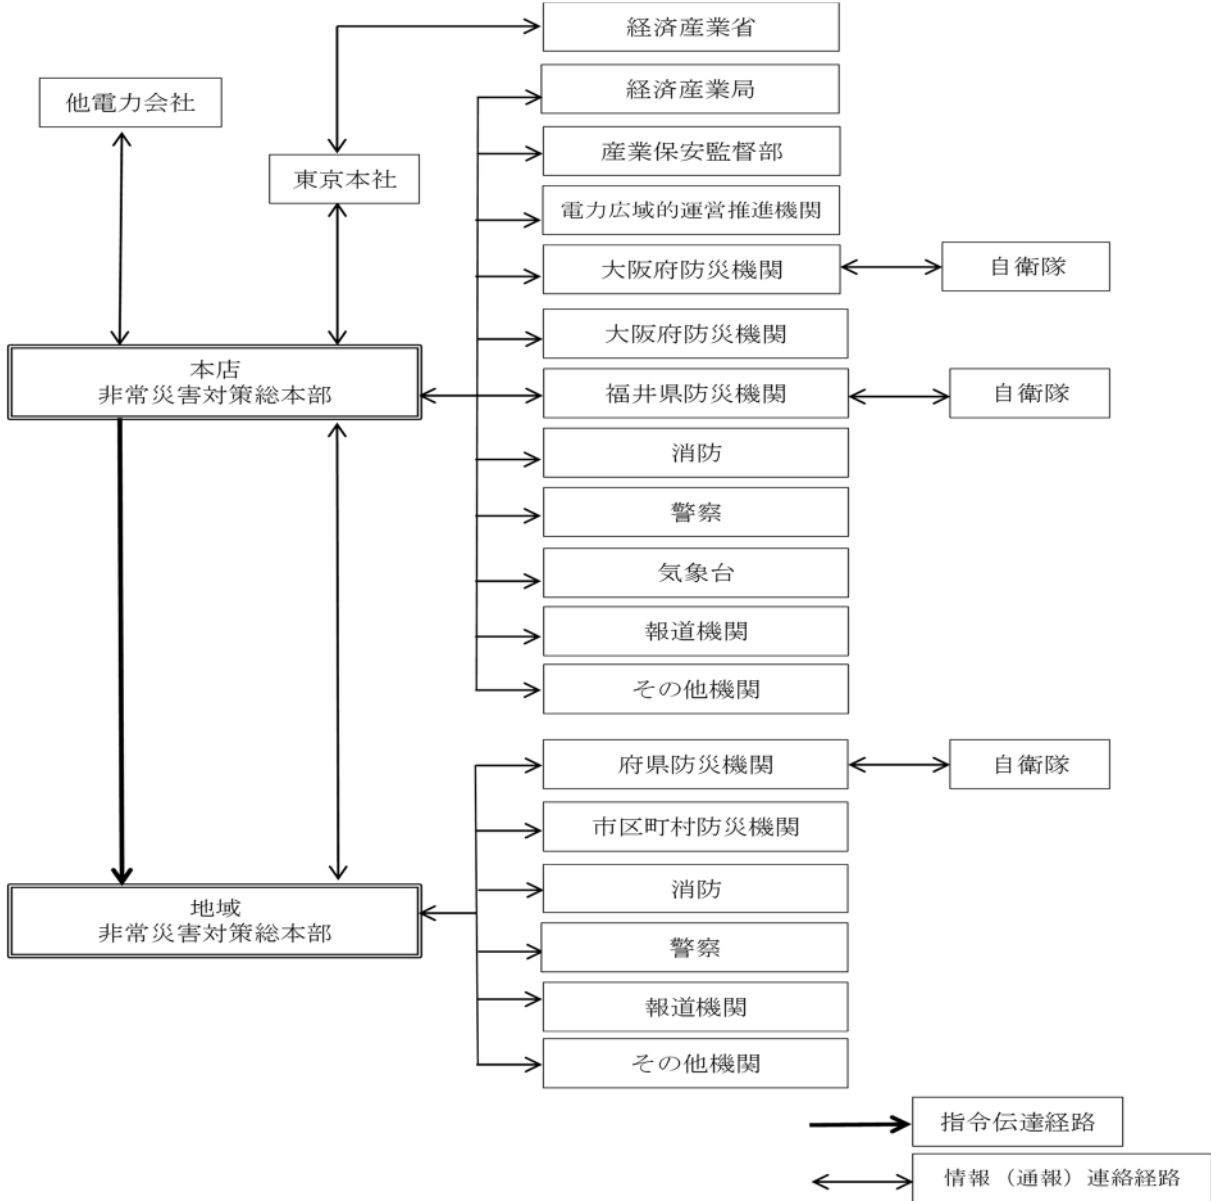 経済産業省
他電力会社
経済産業局
東京本社
産業保安監督部
電力広域的運営推進機関
大阪府防災機関
自衛隊
大阪府防災機関
本店
非常災害対策総本部
福井県防災機関
自衛隊
消防
警察
気象台
報道機関
その他機関
府県防災機関
自衛隊
市区町村防災機関
消防
地域
非常災害対策総本部
警察
報道機関
その他機関
指令伝達経路
情報（通報）連絡経路